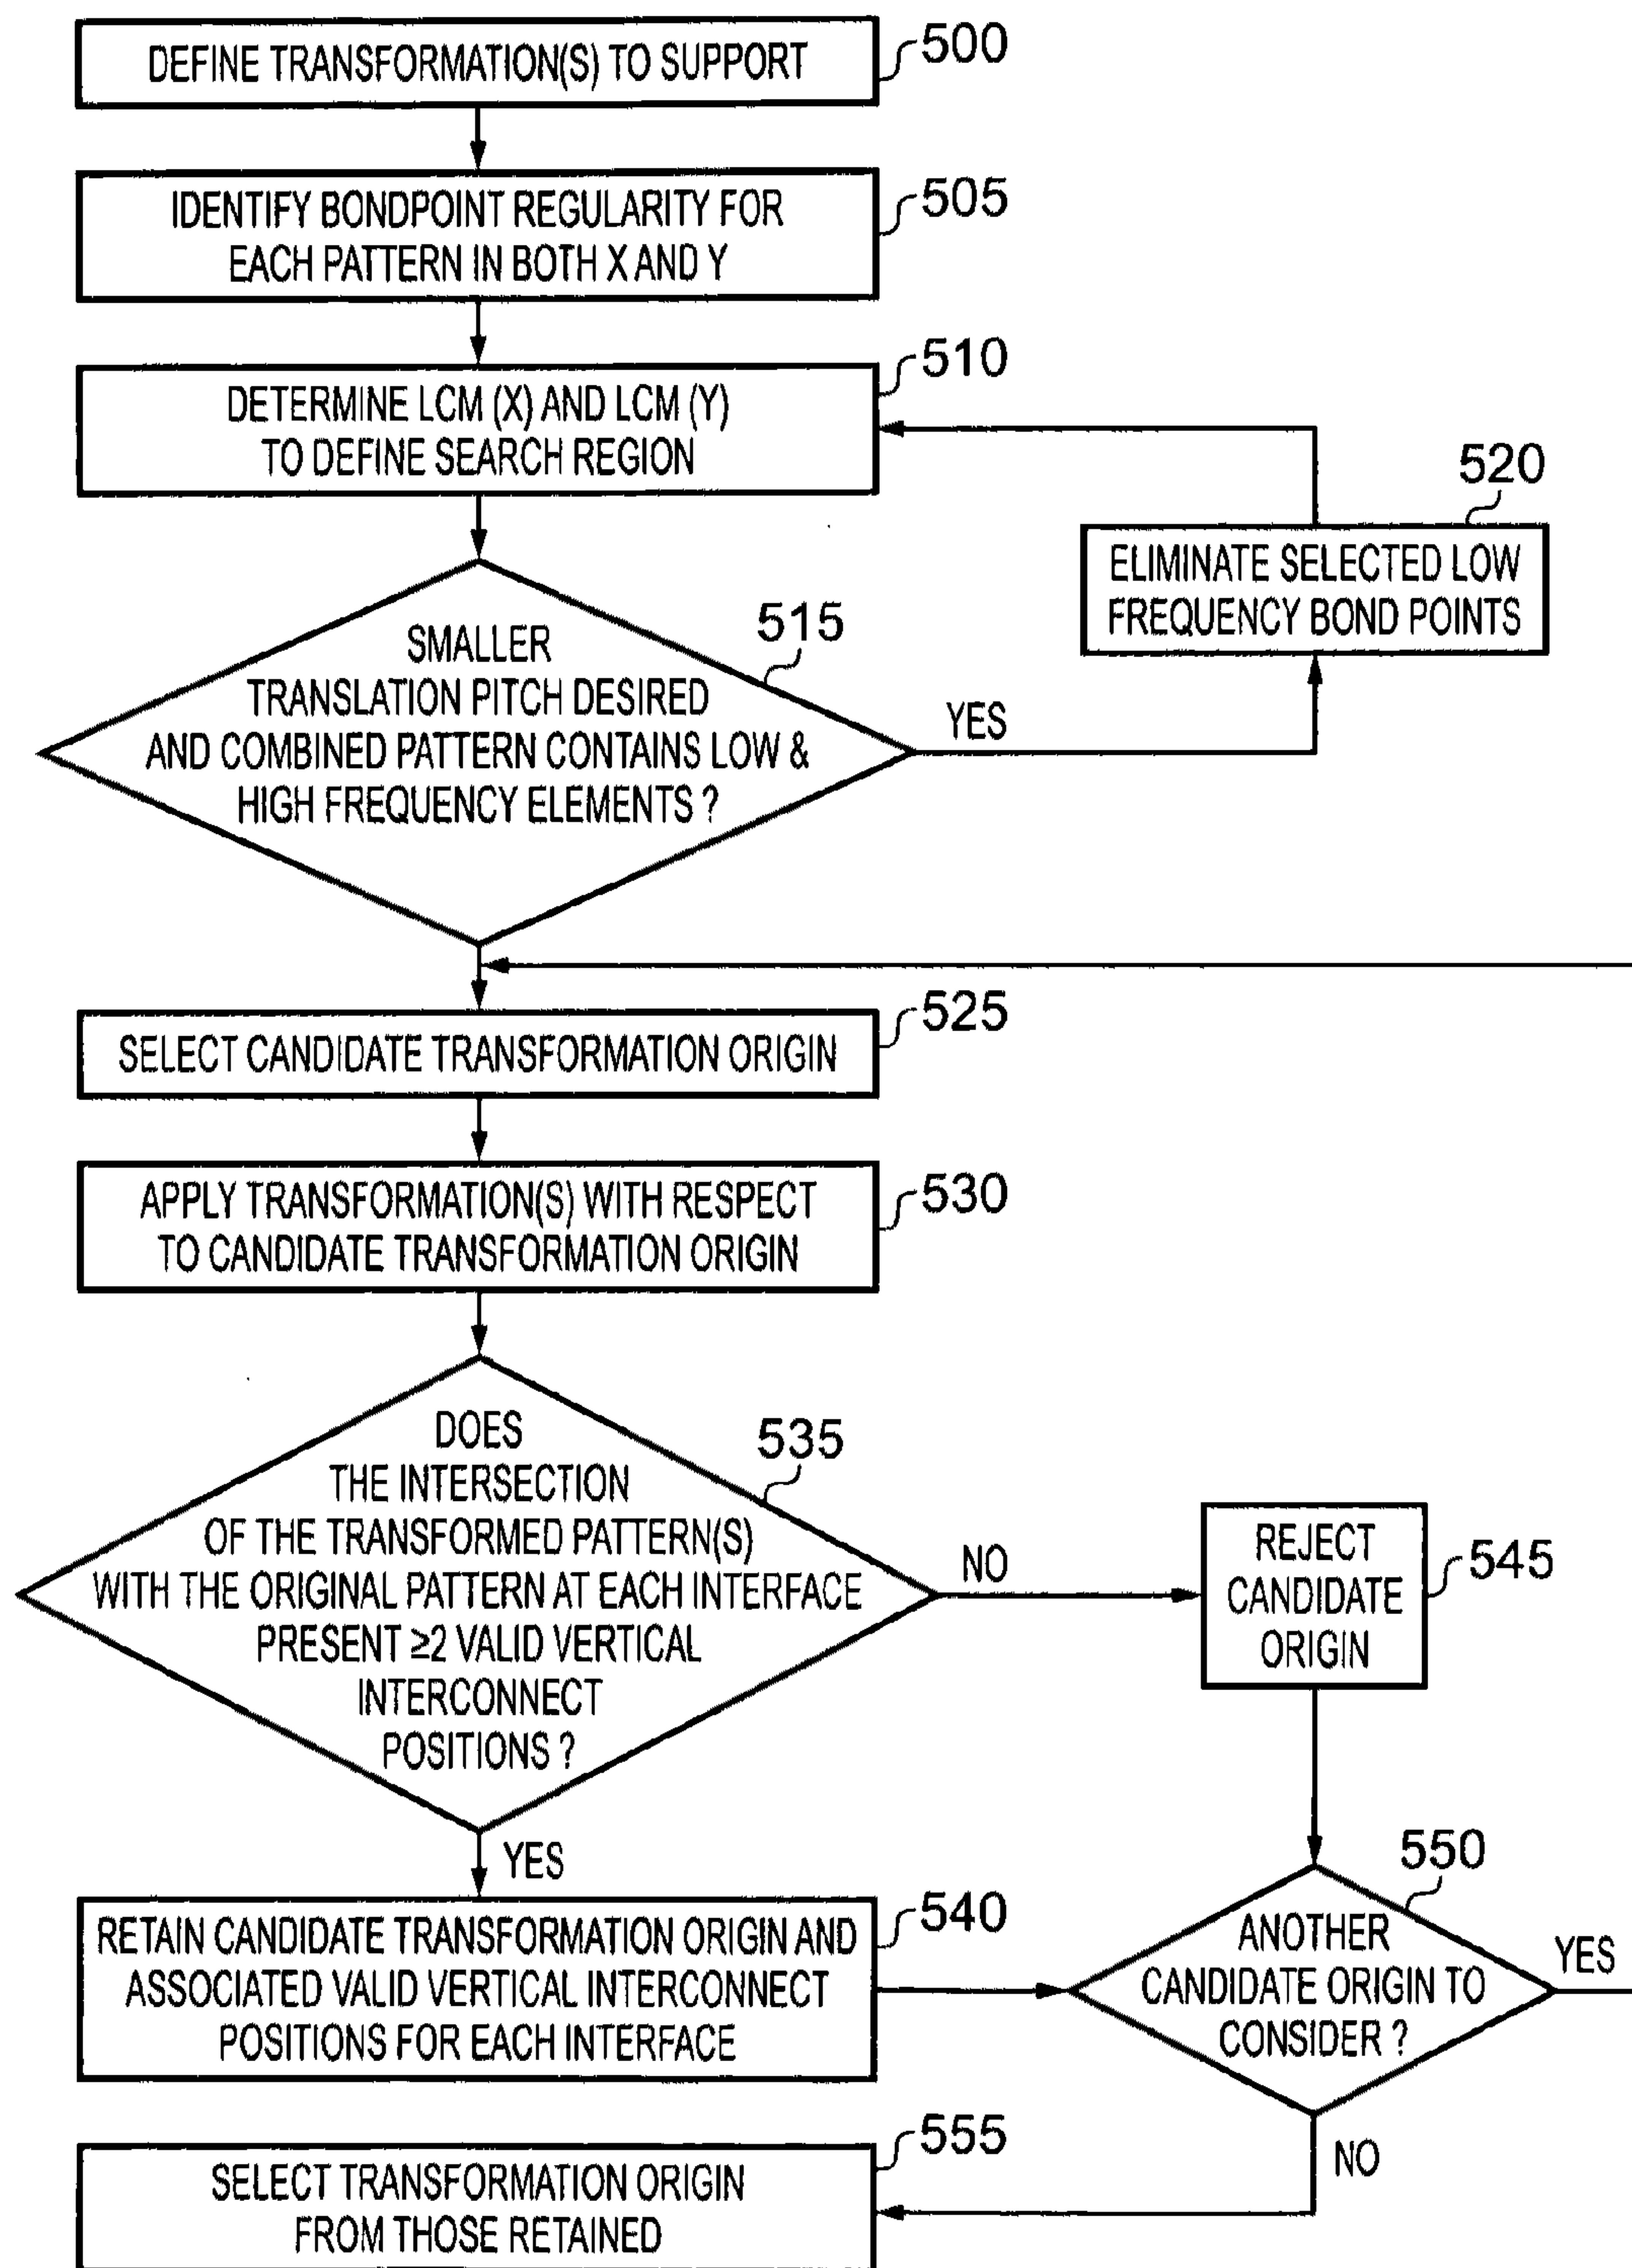 DEFINE TRANSFORMATION(S) TO SUPPORT
500
IDENTIFY BONDPOINT REGULARITY FOR
EACH PATTERN IN BOTH X AND Y
505
DETERMINE LCM (X) AND LCM (Y)
TO DEFINE SEARCH REGION
510
SMALLER
TRANSLATION PITCH DESIRED
AND COMBINED PATTERN CONTAINS LOW &
HIGH FREQUENCY ELEMENTS ?
515
YES
ELIMINATE SELECTED LOW
FREQUENCY BOND POINTS
520
SELECT CANDIDATE TRANSFORMATION ORIGIN
525
APPLY TRANSFORMATION(S) WITH RESPECT
TO CANDIDATE TRANSFORMATION ORIGIN
530
DOES
THE INTERSECTION
OF THE TRANSFORMED PATTERN(S)
WITH THE ORIGINAL PATTERN AT EACH INTERFACE
PRESENT ≥2 VALID VERTICAL
INTERCONNECT
POSITIONS ?
535
NO
REJECT
CANDIDATE
ORIGIN
545
YES
RETAIN CANDIDATE TRANSFORMATION ORIGIN AND
ASSOCIATED VALID VERTICAL INTERCONNECT
POSITIONS FOR EACH INTERFACE
540
ANOTHER
CANDIDATE ORIGIN TO
CONSIDER ?
550
YES
NO
SELECT TRANSFORMATION ORIGIN
FROM THOSE RETAINED
555